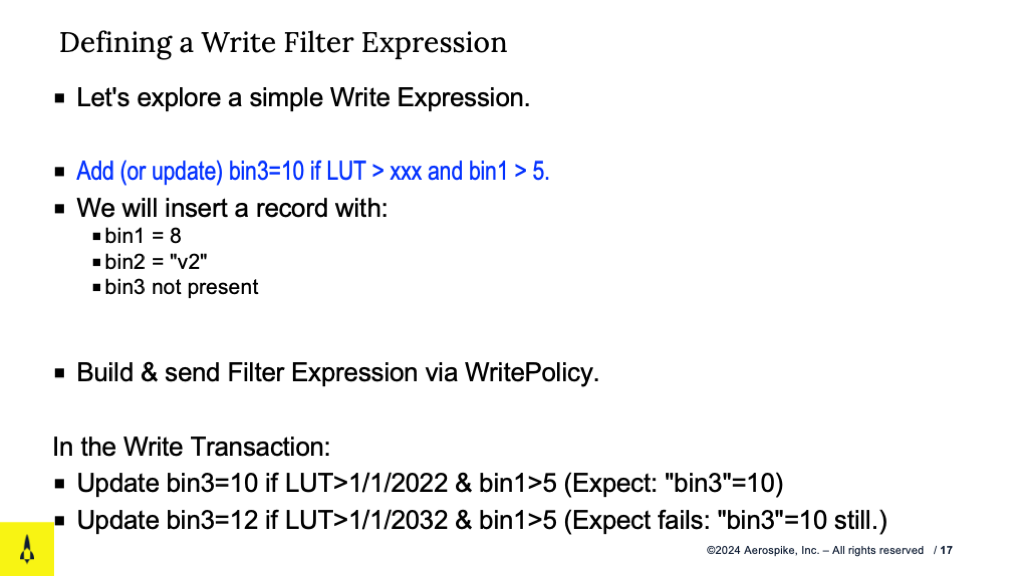 Defining a Write Filter Expression
▪ Let's explore a simple Write Expression.
▪ Add (or update) bin3=10 if LUT > xxx and bin1 > 5.
▪ We will insert a record with:
▪ bin1 = 8
▪ bin2 = "v2"
▪ bin3 not present
▪ Build & send Filter Expression via WritePolicy.
In the Write Transaction:
▪ Update bin3=10 if LUT>1/1/2022 & bin1>5 (Expect: "bin3"=10)
▪ Update bin3=12 if LUT>1/1/2032 & bin1>5 (Expect fails: "bin3"=10 still.)
©2024 Aerospike, Inc. – All rights reserved / 17